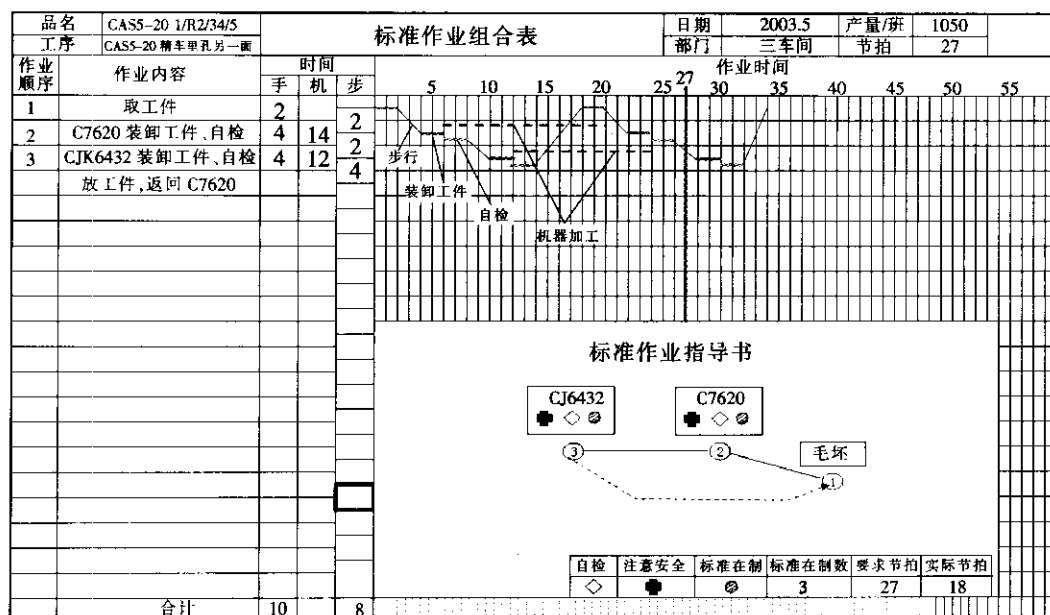 品名 CAS5-20 1/R2/34/5 标准作业组合表 日期 2003.5 产量/班 1050
工序 CAS5-20 精车里孔另一面 部门 三车间 节拍 27
作业顺序 作业内容 时间 作业时间
手 机 步 5 10 15 20 25 27 30 35 40 45 50 55
1 取工件 2
2
2 C7620 装卸工件、自检 4 14
2
3 CJK6432 装卸工件、自检 4 12
4
放工件,返回 C7620
步行
装卸工件
自检
机器加工
标准作业指导书
CJ6432 C7620
3 2 毛坯
1
自检 注意安全 标准在制 标准在制数 要求节拍 实际节拍
3 27 18
合计 10 8